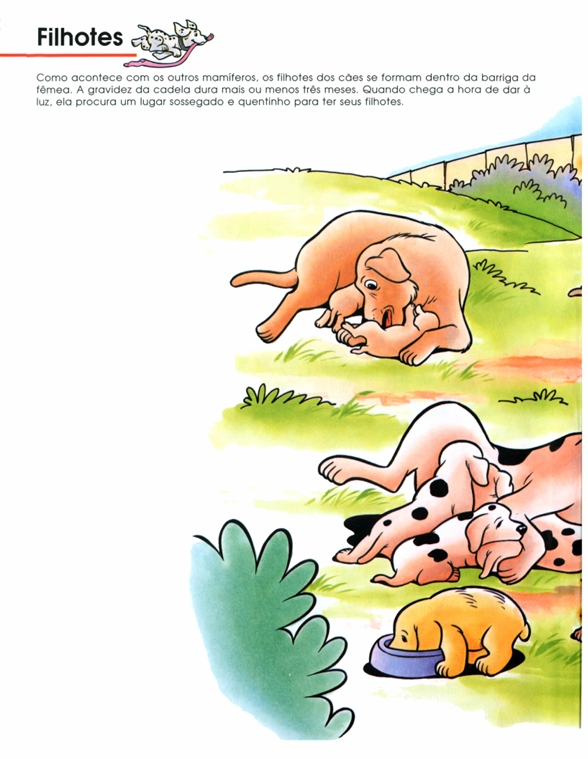 Filhotes
Como acontece com os outros mamíferos, os filhotes dos cães se formam dentro da barriga da
fêmea. A gravidez da cadela dura mais ou menos três meses. Quando chega a hora de dar à
luz, ela procura um lugar sossegado e quentinho para ter seus filhotes.